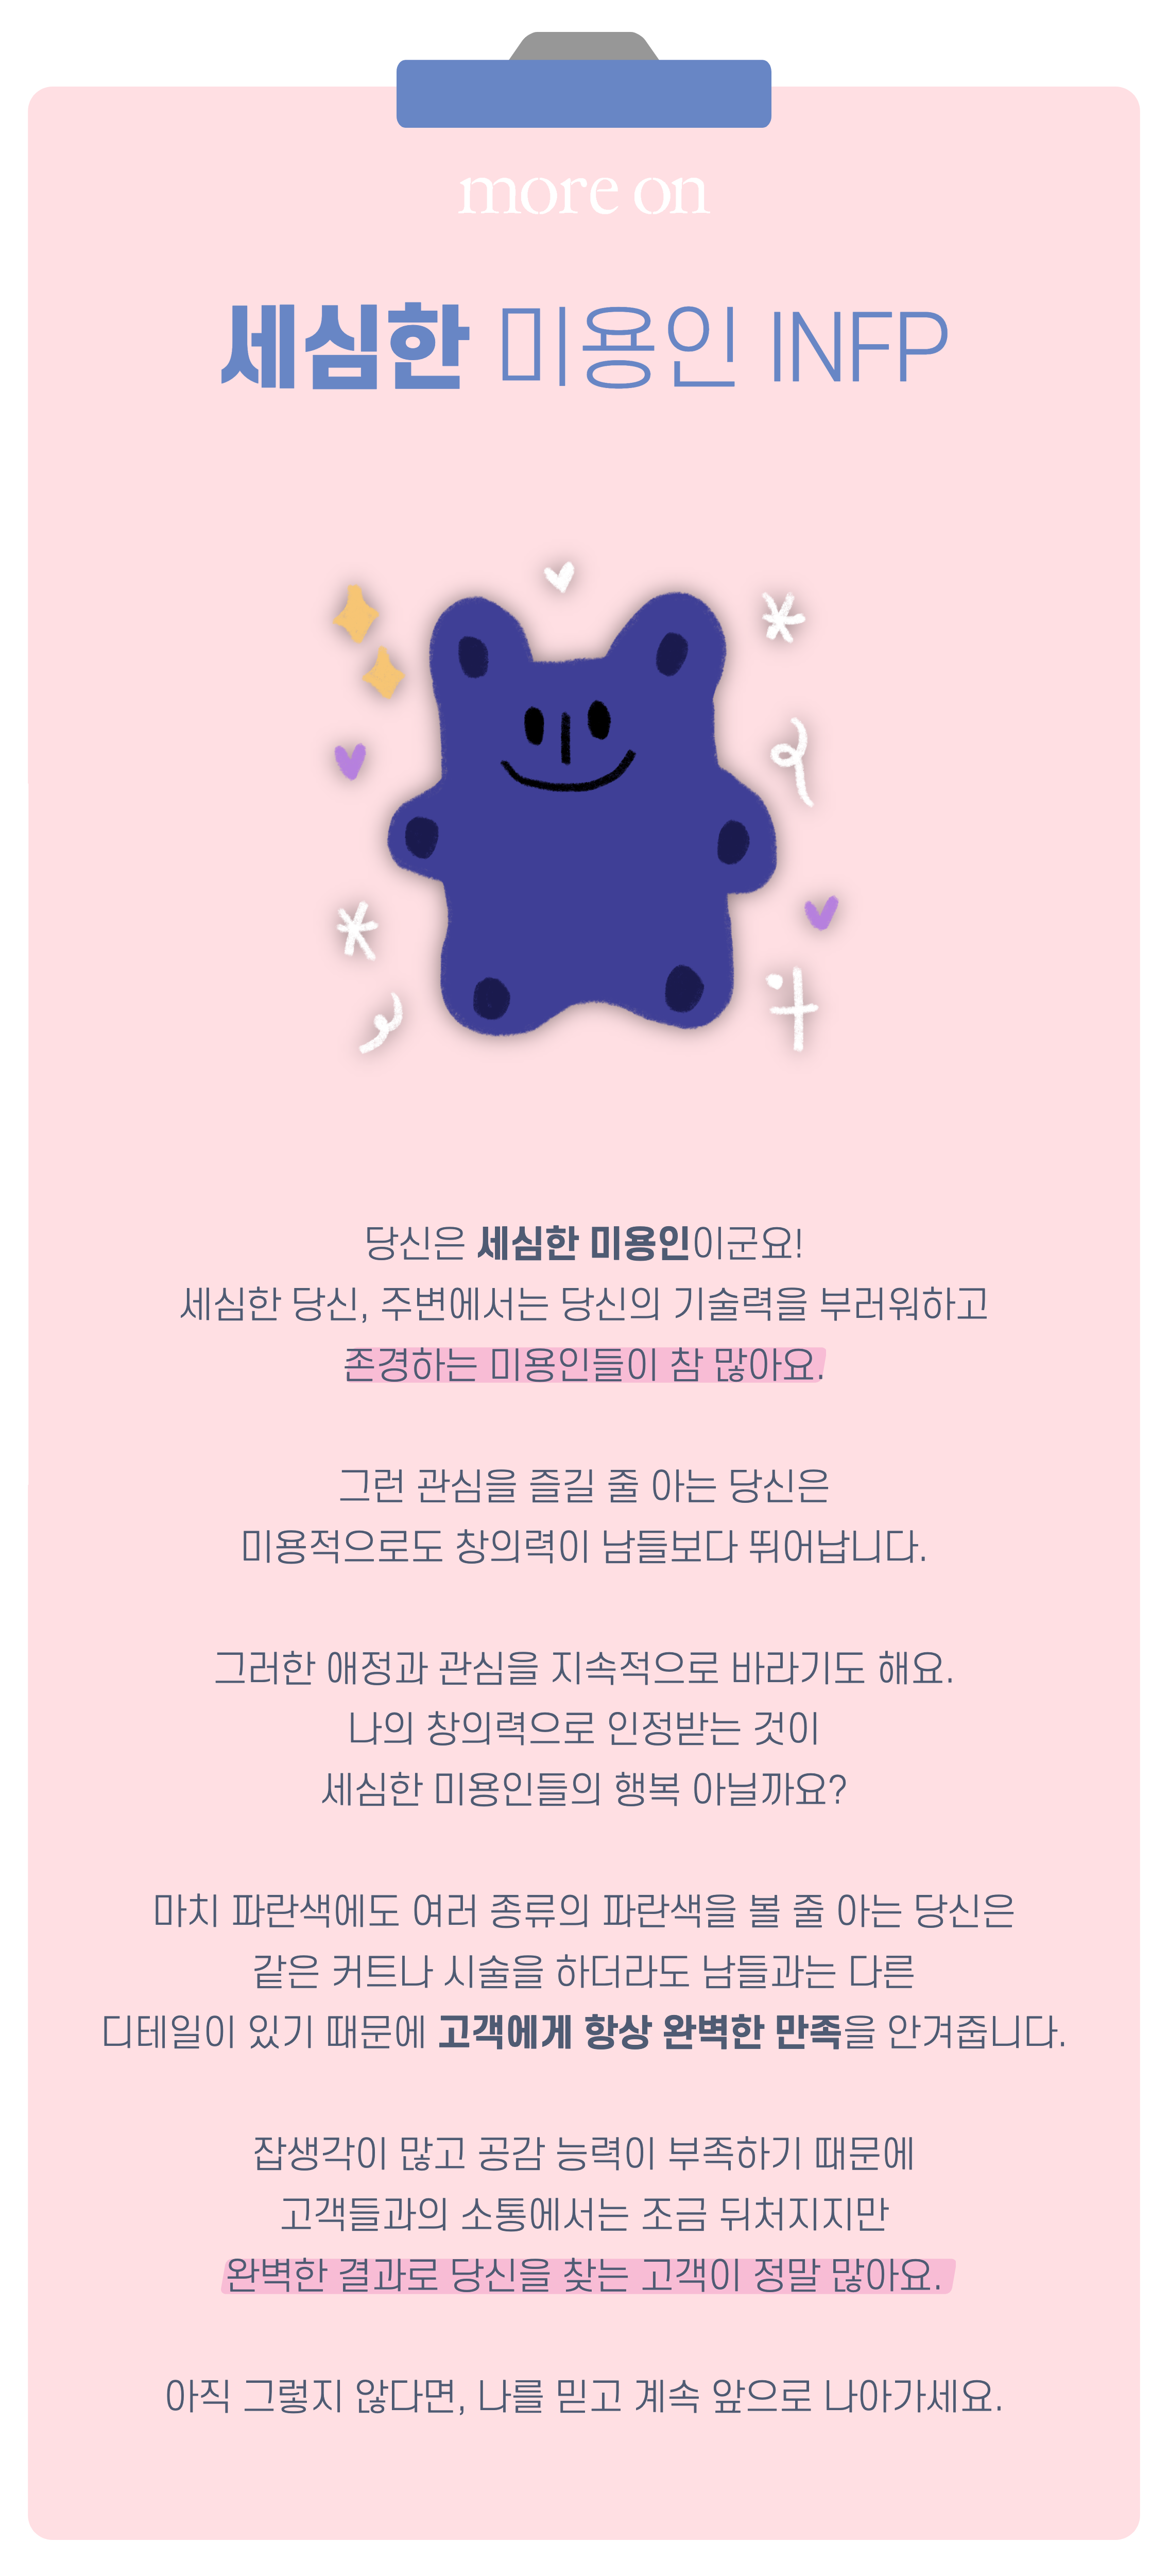 more on
세심한 미용인 INFP
당신은 세심한 미용인이군요!
세심한 당신, 주변에서는 당신의 기술력을 부러워하고
존경하는 미용인들이 참 많아요.
그런 관심을 즐길 줄 아는 당신은
미용적으로도 창의력이 남들보다 뛰어납니다.
그러한 애정과 관심을 지속적으로 바라기도 해요.
나의 창의력으로 인정받는 것이
세심한 미용인들의 행복 아닐까요?
마치 파란색에도 여러 종류의 파란색을 볼 줄 아는 당신은
같은 커트나 시술을 하더라도 남들과는 다른
디테일이 있기 때문에 고객에게 항상 완벽한 만족을 안겨줍니다.
잡생각이 많고 공감 능력이 부족하기 때문에
고객들과의 소통에서는 조금 뒤처지지만
완벽한 결과로 당신을 찾는 고객이 정말 많아요.
아직 그렇지 않다면, 나를 믿고 계속 앞으로 나아가세요.